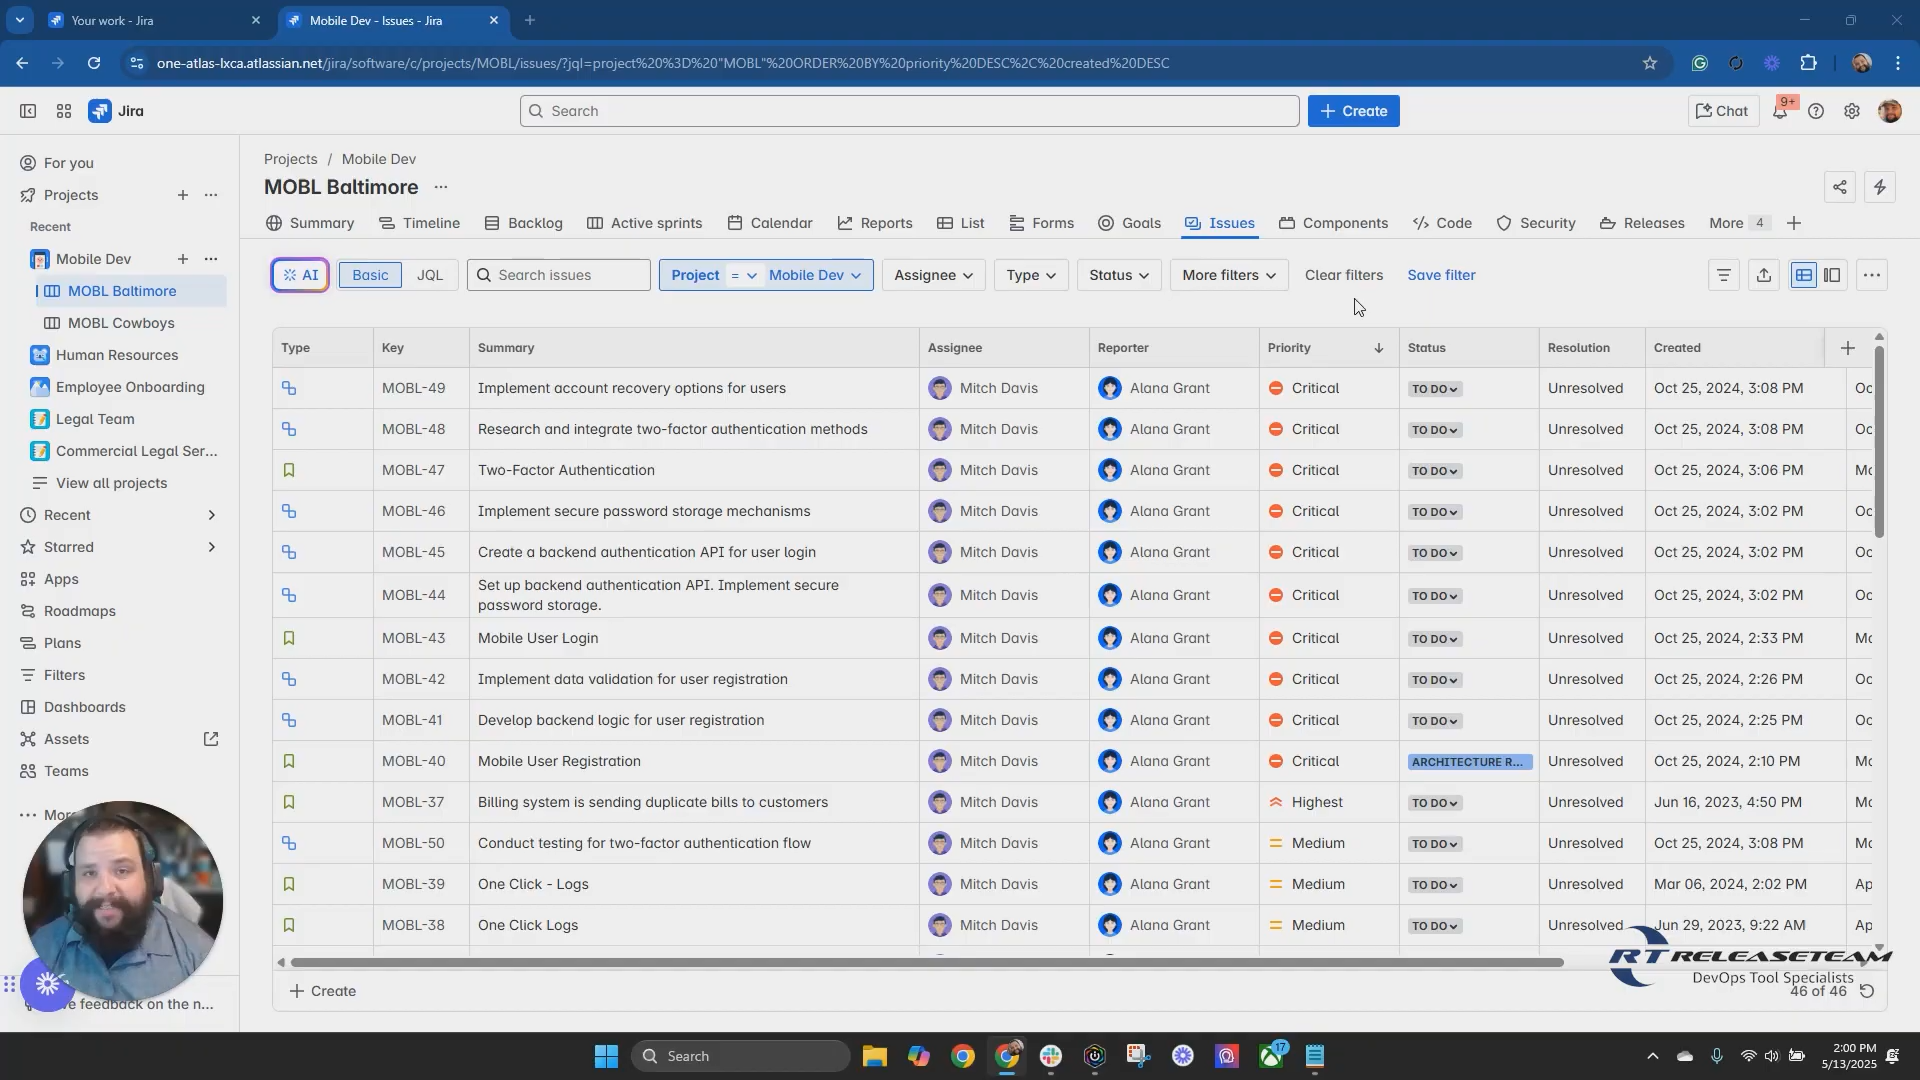 Your work - Jira
Mobile Dev - Issues - Jira
one-atlas-lxca.atlassian.net/jira/software/c/projects/MOBL/issues/?jql=project%20%3D%20"MOBL"%20ORDER%20BY%20priority%20DESC%2C%20created%20DESC
Jira
Search
Create
Chat
9+
For you
Projects
Recent
Mobile Dev
MOBL Baltimore
MOBL Cowboys
Human Resources
Employee Onboarding
Legal Team
Commercial Legal Ser...
View all projects
Recent
Starred
Apps
Roadmaps
Plans
Filters
Dashboards
Assets
Teams
Projects / Mobile Dev
MOBL Baltimore
Summary Timeline Backlog Active sprints Calendar Reports List Forms Goals Issues Components Code Security Releases More 4
AI Basic JQL Search issues Project = Mobile Dev Assignee Type Status More filters Clear filters Save filter
Type Key Summary Assignee Reporter Priority Status Resolution Created
MOBL-49 Implement account recovery options for users Mitch Davis Alana Grant Critical TO DO Unresolved Oct 25, 2024, 3:08 PM Oc
MOBL-48 Research and integrate two-factor authentication methods Mitch Davis Alana Grant Critical TO DO Unresolved Oct 25, 2024, 3:08 PM Oc
MOBL-47 Two-Factor Authentication Mitch Davis Alana Grant Critical TO DO Unresolved Oct 25, 2024, 3:06 PM Mc
MOBL-46 Implement secure password storage mechanisms Mitch Davis Alana Grant Critical TO DO Unresolved Oct 25, 2024, 3:02 PM Oc
MOBL-45 Create a backend authentication API for user login Mitch Davis Alana Grant Critical TO DO Unresolved Oct 25, 2024, 3:02 PM Oc
MOBL-44 Set up backend authentication API. Implement secure
password storage. Mitch Davis Alana Grant Critical TO DO Unresolved Oct 25, 2024, 3:02 PM Oc
MOBL-43 Mobile User Login Mitch Davis Alana Grant Critical TO DO Unresolved Oct 25, 2024, 2:33 PM Mc
MOBL-42 Implement data validation for user registration Mitch Davis Alana Grant Critical TO DO Unresolved Oct 25, 2024, 2:26 PM Oc
MOBL-41 Develop backend logic for user registration Mitch Davis Alana Grant Critical TO DO Unresolved Oct 25, 2024, 2:25 PM Oc
MOBL-40 Mobile User Registration Mitch Davis Alana Grant Critical ARCHITECTURE R... Unresolved Oct 25, 2024, 2:10 PM Mc
MOBL-37 Billing system is sending duplicate bills to customers Mitch Davis Alana Grant Highest TO DO Unresolved Jun 16, 2023, 4:50 PM Mc
MOBL-50 Conduct testing for two-factor authentication flow Mitch Davis Alana Grant Medium TO DO Unresolved Oct 25, 2024, 3:08 PM Oc
MOBL-39 One Click - Logs Mitch Davis Alana Grant Medium TO DO Unresolved Mar 06, 2024, 2:02 PM Ap
MOBL-38 One Click Logs Mitch Davis Alana Grant Medium TO DO Unresolved Jun 29, 2023, 9:22 AM Ap
RT RELEASETEAM
DevOps Tool Specialists
Create
46 of 46
feedback on the n...
Search
17
2:00 PM
5/13/2025